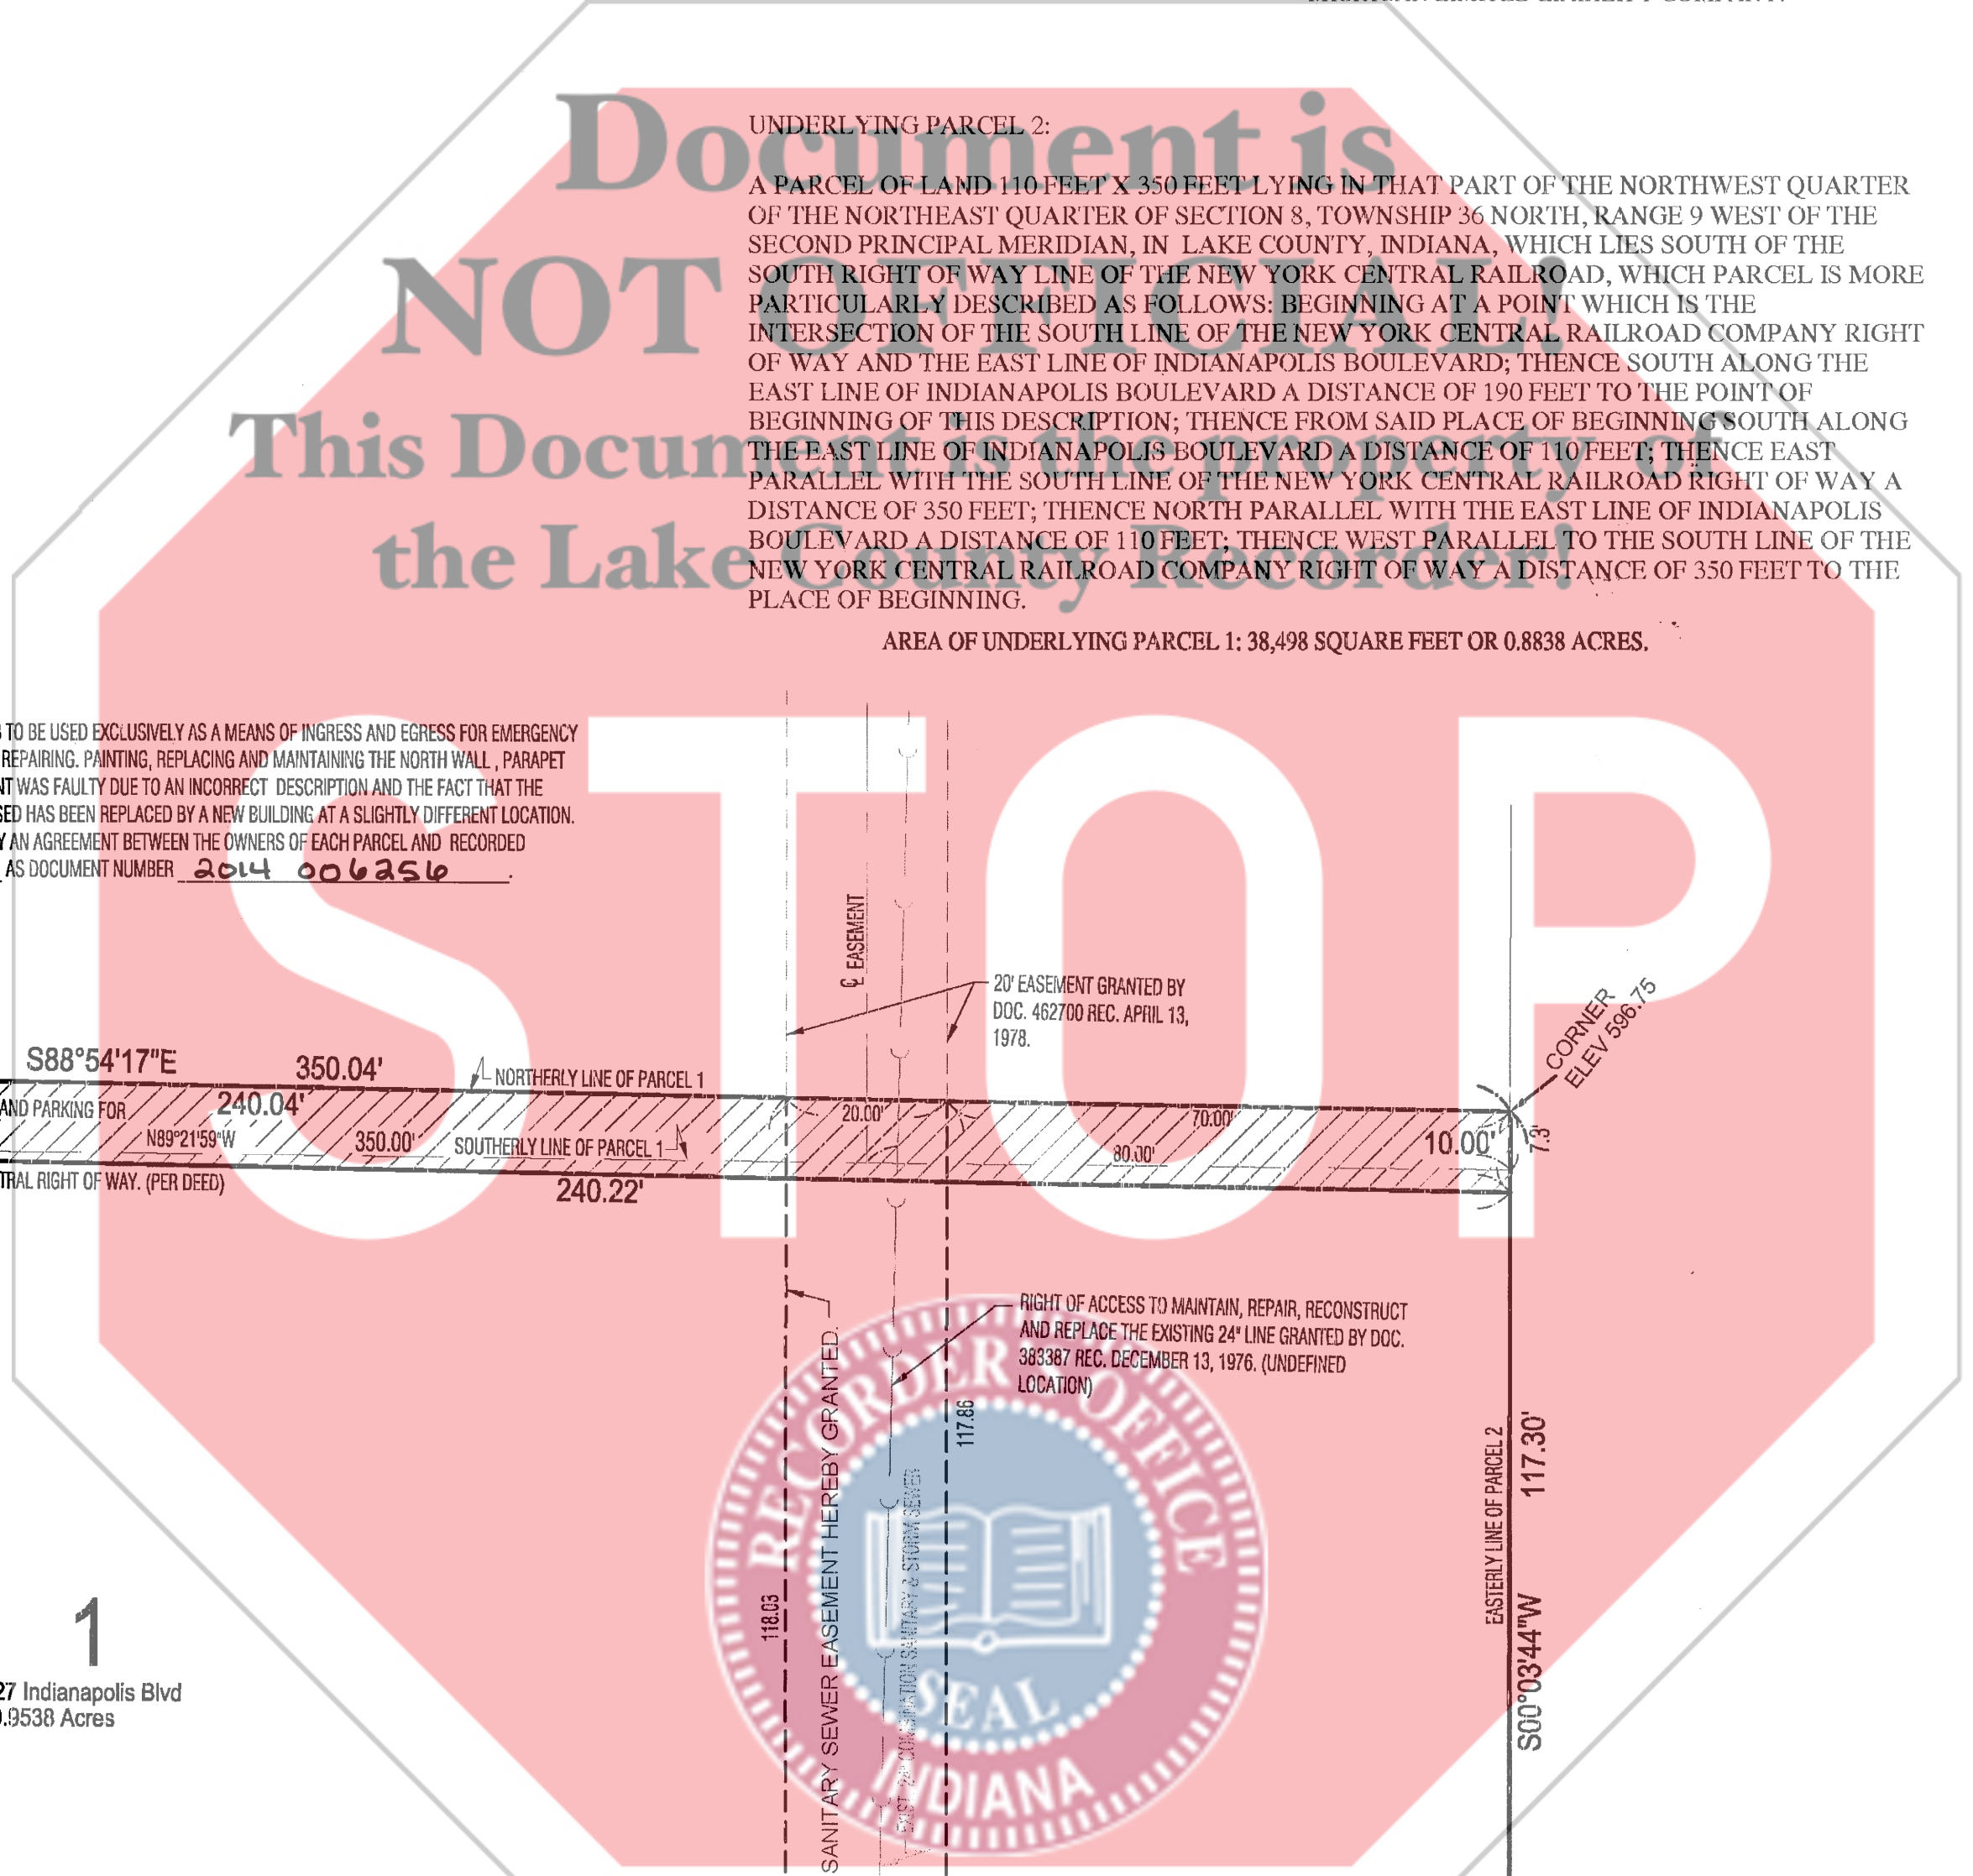 Document is
NOT OFFICIAL!
This Document is the property of
the Lake County Recorder!
STOP
UNDERLYING PARCEL 2:
A PARCEL OF LAND 110 FEET X 350 FEET LYING IN THAT PART OF THE NORTHWEST QUARTER
OF THE NORTHEAST QUARTER OF SECTION 8, TOWNSHIP 36 NORTH, RANGE 9 WEST OF THE
SECOND PRINCIPAL MERIDIAN, IN LAKE COUNTY, INDIANA, WHICH LIES SOUTH OF THE
SOUTH RIGHT OF WAY LINE OF THE NEW YORK CENTRAL RAILROAD, WHICH PARCEL IS MORE
PARTICULARLY DESCRIBED AS FOLLOWS: BEGINNING AT A POINT WHICH IS THE
INTERSECTION OF THE SOUTH LINE OF THE NEW YORK CENTRAL RAILROAD COMPANY RIGHT
OF WAY AND THE EAST LINE OF INDIANAPOLIS BOULEVARD; THENCE SOUTH ALONG THE
EAST LINE OF INDIANAPOLIS BOULEVARD A DISTANCE OF 190 FEET TO THE POINT OF
BEGINNING OF THIS DESCRIPTION; THENCE FROM SAID PLACE OF BEGINNING SOUTH ALONG
THE EAST LINE OF INDIANAPOLIS BOULEVARD A DISTANCE OF 110 FEET; THENCE EAST
PARALLEL WITH THE SOUTH LINE OF THE NEW YORK CENTRAL RAILROAD RIGHT OF WAY A
DISTANCE OF 350 FEET; THENCE NORTH PARALLEL WITH THE EAST LINE OF INDIANAPOLIS
BOULEVARD A DISTANCE OF 110 FEET; THENCE WEST PARALLEL TO THE SOUTH LINE OF THE
NEW YORK CENTRAL RAILROAD COMPANY RIGHT OF WAY A DISTANCE OF 350 FEET TO THE
PLACE OF BEGINNING.
AREA OF UNDERLYING PARCEL 1: 38,498 SQUARE FEET OR 0.8838 ACRES.
TO BE USED EXCLUSIVELY AS A MEANS OF INGRESS AND EGRESS FOR EMERGENCY
REPAIRING. PAINTING, REPLACING AND MAINTAINING THE NORTH WALL , PARAPET
NT WAS FAULTY DUE TO AN INCORRECT DESCRIPTION AND THE FACT THAT THE
SED HAS BEEN REPLACED BY A NEW BUILDING AT A SLIGHTLY DIFFERENT LOCATION.
Y AN AGREEMENT BETWEEN THE OWNERS OF EACH PARCEL AND RECORDED
AS DOCUMENT NUMBER 2014 006256 .
℄ EASEMENT
20' EASEMENT GRANTED BY
DOC. 462700 REC. APRIL 13,
1978.
CORNER
ELEV 596.75
S88°54'17"E 350.04'
NORTHERLY LINE OF PARCEL 1
AND PARKING FOR 240.04' 20.00' 70.00'
N89°21'59"W 350.00' SOUTHERLY LINE OF PARCEL 1 80.00' 10.00' 7.3'
TRAL RIGHT OF WAY. (PER DEED) 240.22'
RIGHT OF ACCESS TO MAINTAIN, REPAIR, RECONSTRUCT
AND REPLACE THE EXISTING 24" LINE GRANTED BY DOC.
383387 REC. DECEMBER 13, 1976. (UNDEFINED
LOCATION)
118.03
SANITARY SEWER EASEMENT HEREBY GRANTED.
EXIST. 24" COMBINATION SANITARY & STORM SEWER
117.86
EASTERLY LINE OF PARCEL 2
S00°03'44"W 117.30'
RECORDER'S OFFICE
SEAL
INDIANA
1
27 Indianapolis Blvd
0.9538 Acres